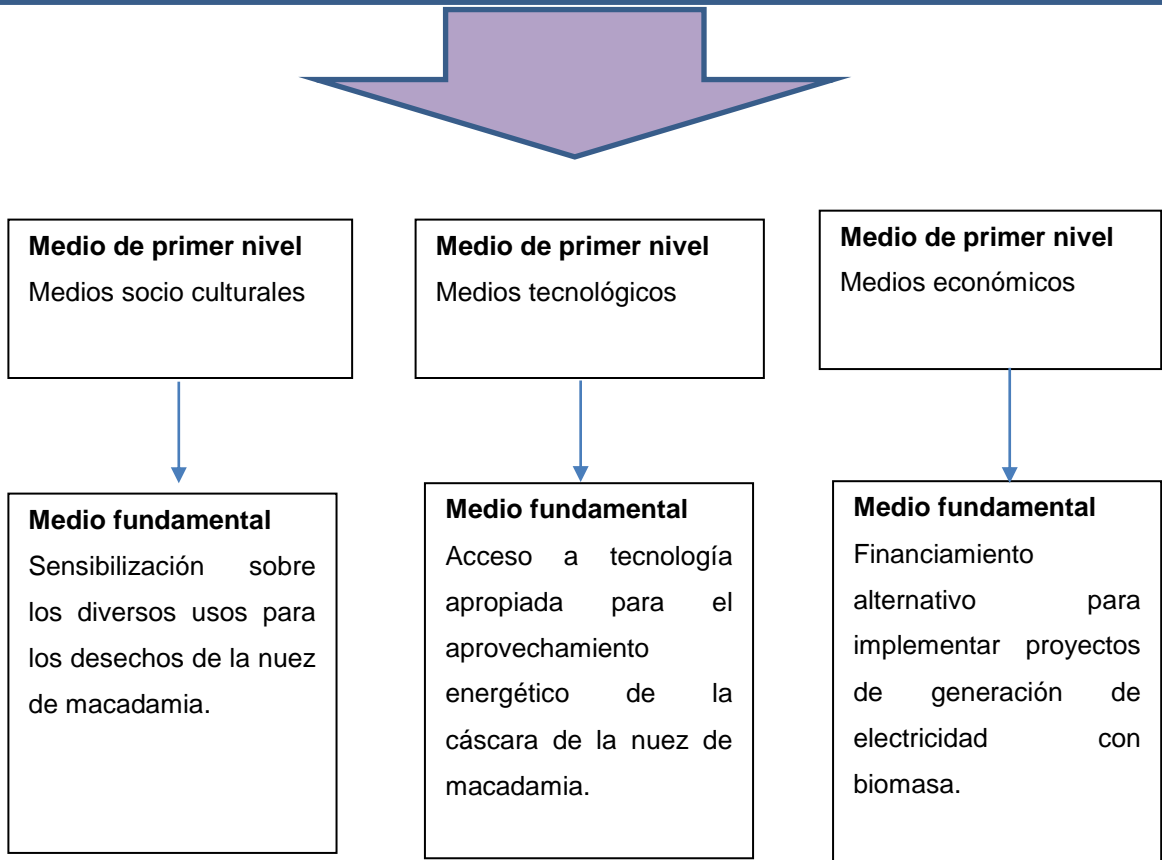 Medio de primer nivel
Medios socio culturales
Medio de primer nivel
Medios tecnológicos
Medio de primer nivel
Medios económicos
Medio fundamental
Sensibilización sobre
los diversos usos para
los desechos de la nuez
de macadamia.
Medio fundamental
Acceso a tecnología
apropiada para el
aprovechamiento
energético de la
cáscara de la nuez de
macadamia.
Medio fundamental
Financiamiento
alternativo para
implementar proyectos
de generación de
electricidad con
biomasa.